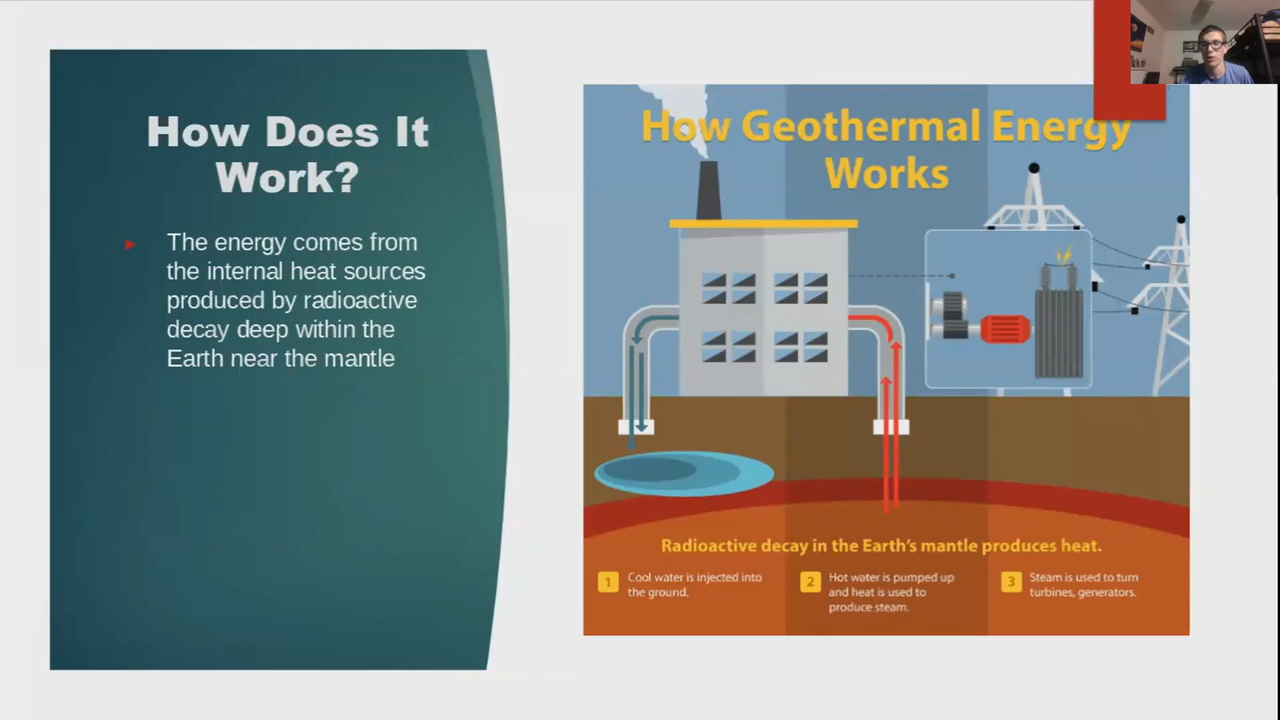 How Does It
Work?
The energy comes from
the internal heat sources
produced by radioactive
decay deep within the
Earth near the mantle
How Geothermal Energy
Works
Radioactive decay in the Earth's mantle produces heat.
1 Cool water is injected into
the ground.
2 Hot water is pumped up
and heat is used to
produce steam.
3 Steam is used to turn
turbines, generators.